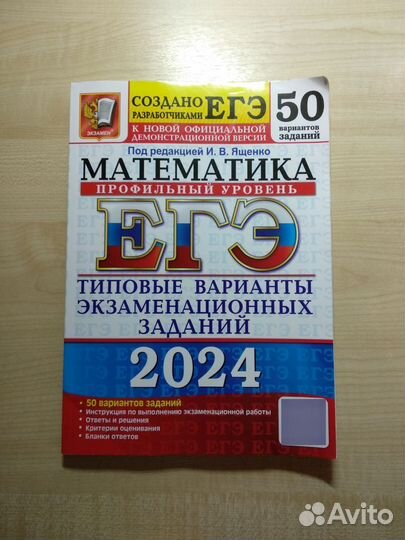 СОЗДАНО
РАЗРАБОТЧИКАМИ
ЕГЭ
50
вариантов
заданий
ЭКЗАМЕН
К НОВОЙ ОФИЦИАЛЬНОЙ
ДЕМОНСТРАЦИОННОЙ ВЕРСИИ
Под редакцией И. В. Ященко
МАТЕМАТИКА
ПРОФИЛЬНЫЙ УРОВЕНЬ
ЕГЭ
ТИПОВЫЕ ВАРИАНТЫ
ЭКЗАМЕНАЦИОННЫХ
ЗАДАНИЙ
2024
• 50 вариантов заданий
• Инструкция по выполнению экзаменационной работы
• Ответы и решения
• Критерии оценивания
• Бланки ответов
Avito